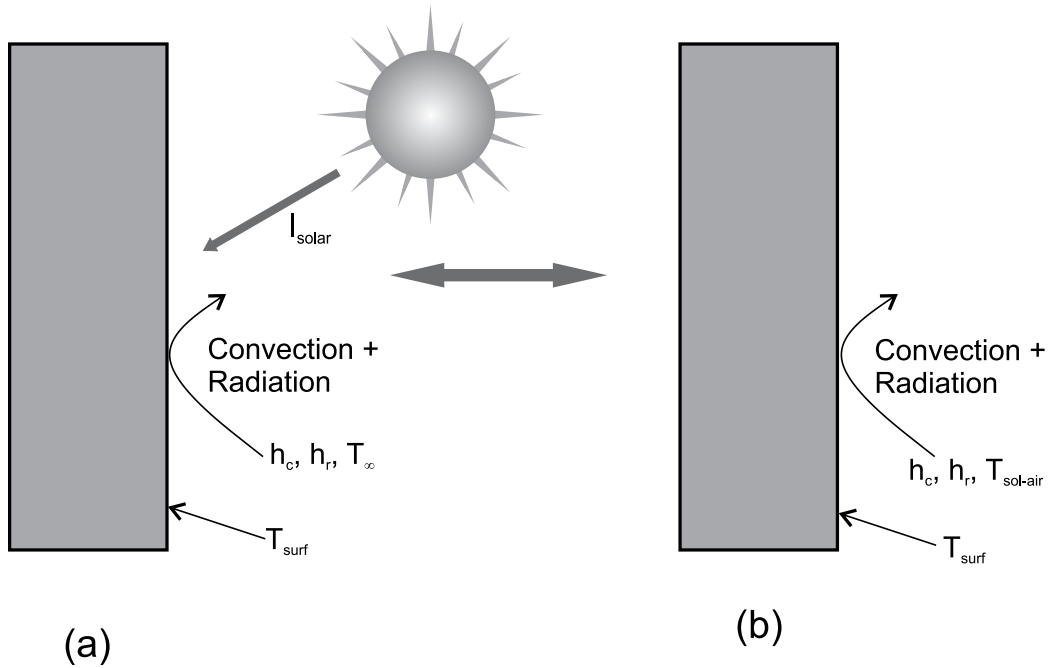 I_solar
Convection +
Radiation
h_c, h_r, T_∞
T_surf
(a)
Convection +
Radiation
h_c, h_r, T_sol-air
T_surf
(b)